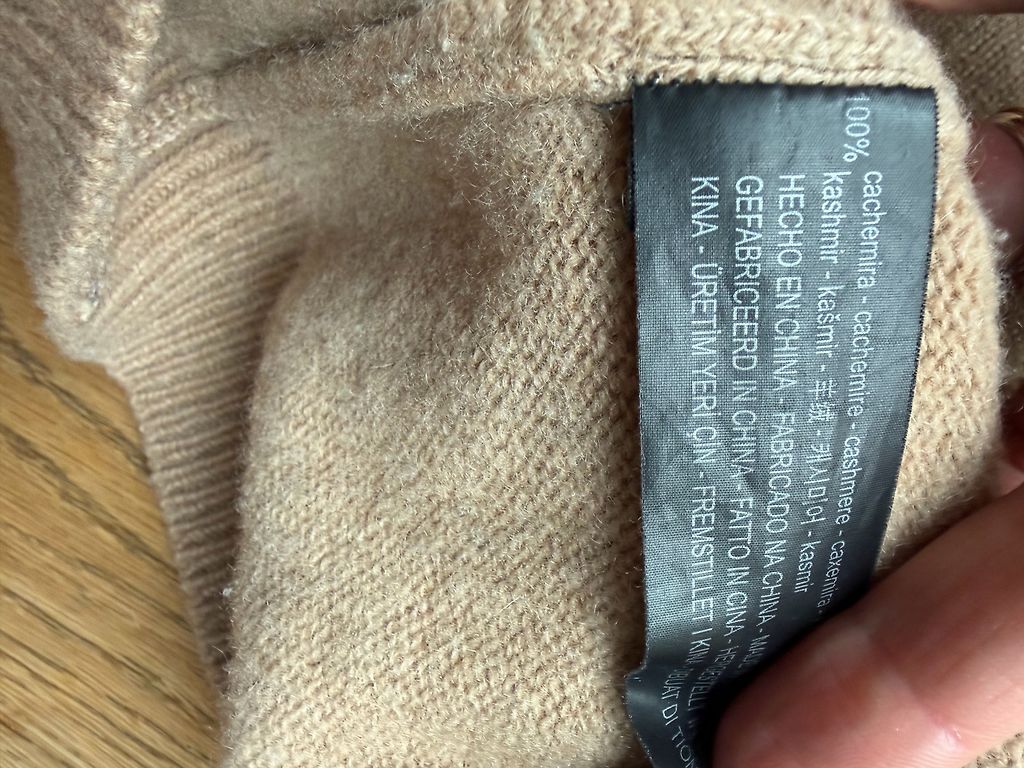 100% cachemira - cachemire - cashmere - caxemira -
kashmir - kašmir - 羊绒 - 캐시미어 - kasmir
HECHO EN CHINA - FABRICADO NA CHINA -
GEFABRICEERD IN CHINA - FATTO IN CINA -
KINA - ÜRETİM YERİ ÇİN - FREMSTILLET I KINA